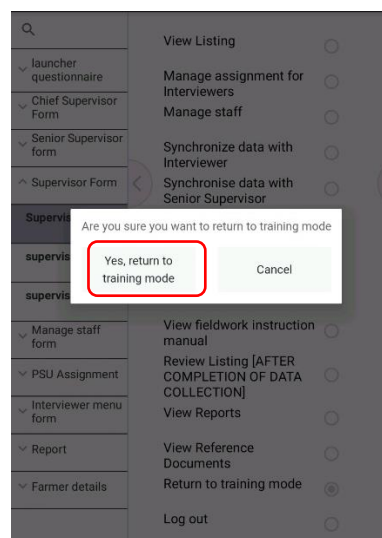 launcher
questionnaire
Chief Supervisor
Form
Senior Supervisor
form
Supervisor Form
Supervis
supervis
supervis
Manage staff
form
PSU Assignment
Interviewer menu
form
Report
Farmer details
View Listing
Manage assignment for
Interviewers
Manage staff
Synchronize data with
Interviewer
Synchronise data with
Senior Supervisor
Are you sure you want to return to training mode
Yes, return to
training mode
Cancel
View fieldwork instruction
manual
Review Listing [AFTER
COMPLETION OF DATA
COLLECTION]
View Reports
View Reference
Documents
Return to training mode
Log out